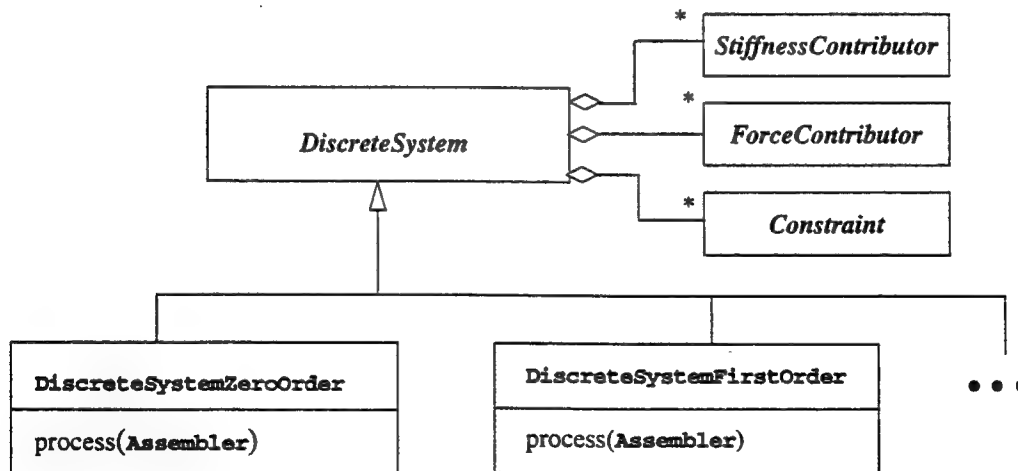 *
StiffnessContributor
*
DiscreteSystem
ForceContributor
*
Constraint
DiscreteSystemZeroOrder
DiscreteSystemFirstOrder
process(Assembler)
process(Assembler)